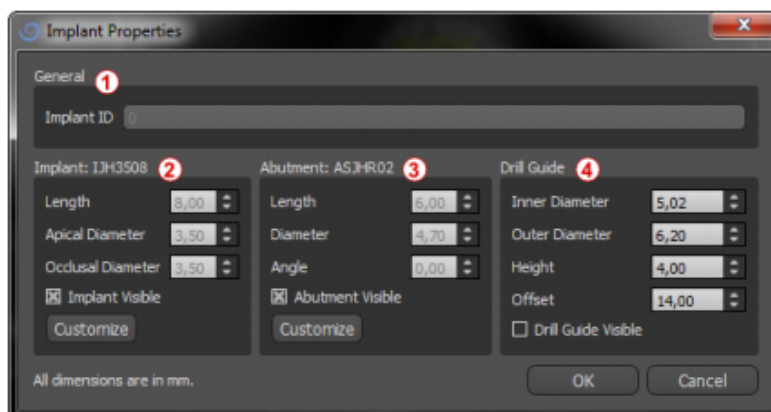 Implant Properties
General 1
Implant ID 0
Implant: IJH3508 2
Length 8,00
Apical Diameter 3,50
Occlusal Diameter 3,50
Implant Visible
Customize
Abutment: ASJHR02 3
Length 6,00
Diameter 4,70
Angle 0,00
Abutment Visible
Customize
Drill Guide 4
Inner Diameter 5,02
Outer Diameter 6,20
Height 4,00
Offset 14,00
Drill Guide Visible
All dimensions are in mm.
OK Cancel